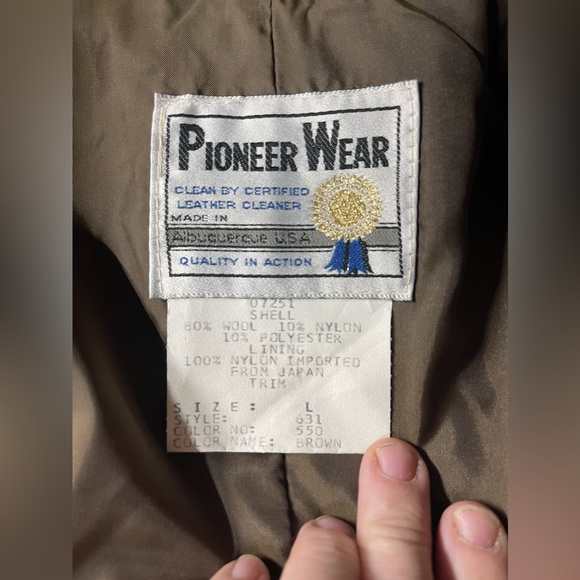 PIONEER WEAR
CLEAN BY CERTIFIED
LEATHER CLEANER
MADE IN
Albuquerque U.S.A
QUALITY IN ACTION
07251
SHELL
80% WOOL 10% NYLON
10% POLYESTER
LINING
100% NYLON IMPORTED
FROM JAPAN
TRIM
SIZE: L
STYLE: 631
COLOR NO: 550
COLOR NAME: BROWN